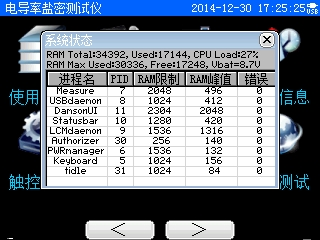 电导率盐密测试仪 2014-12-30 17:25:25 USB
系统状态
RAM Total:34392, Used:17144, CPU Load:27%
RAM Max Used:30336, Free:17248, Vbat=8.7V
进程名 PID RAM限制 RAM峰值 错误
Measure 7 2048 496 0
USBdaemon 8 1024 412 0
DansonUI 11 2304 2048 0
Statusbar 10 1280 420 0
LCMdaemon 9 1536 1316 0
Authorizer 30 256 140 0
PWRnanager 6 1536 132 0
Keyboard 5 1024 156 0
tidle 31 1024 84 0
使用 信息
触控 测试
< >